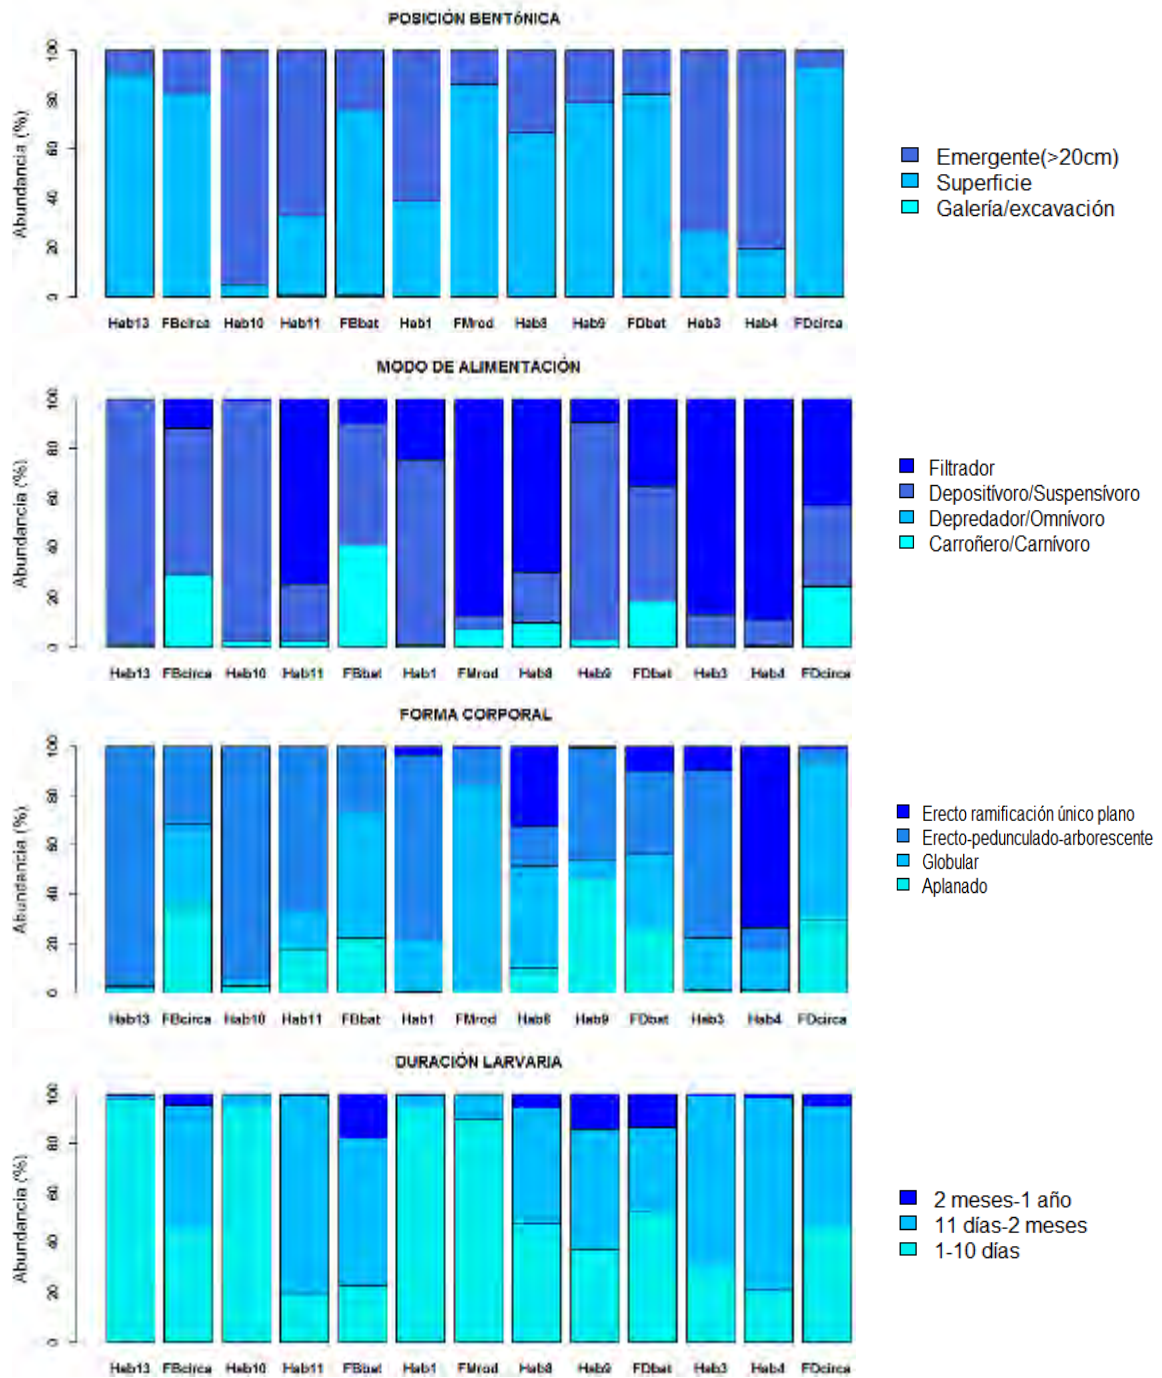 POSICIÓN BENTóNICA
Abundancia (%)
100
80
60
40
20
0
Hab13 FBcirca Hab10 Hab11 FBbat Hab1 FMrod Hab8 Hab9 FDbat Hab3 Hab4 FDcirca
Emergente(>20cm)
Superficie
Galería/excavación
MODO DE ALIMENTACIÓN
Abundancia (%)
100
80
60
40
20
0
Hab13 FBcirca Hab10 Hab11 FBbat Hab1 FMrod Hab8 Hab9 FDbat Hab3 Hab4 FDcirca
Filtrador
Depositívoro/Suspensívoro
Depredador/Omnívoro
Carroñero/Carnívoro
FORMA CORPORAL
Abundancia (%)
100
80
60
40
20
0
Hab13 FBcirca Hab10 Hab11 FBbat Hab1 FMrod Hab8 Hab9 FDbat Hab3 Hab4 FDcirca
Erecto ramificación único plano
Erecto-pedunculado-arborescente
Globular
Aplanado
DURACIÓN LARVARIA
Abundancia (%)
100
80
60
40
20
0
Hab13 FBcirca Hab10 Hab11 FBbat Hab1 FMrod Hab8 Hab9 FDbat Hab3 Hab4 FDcirca
2 meses-1 año
11 días-2 meses
1-10 días